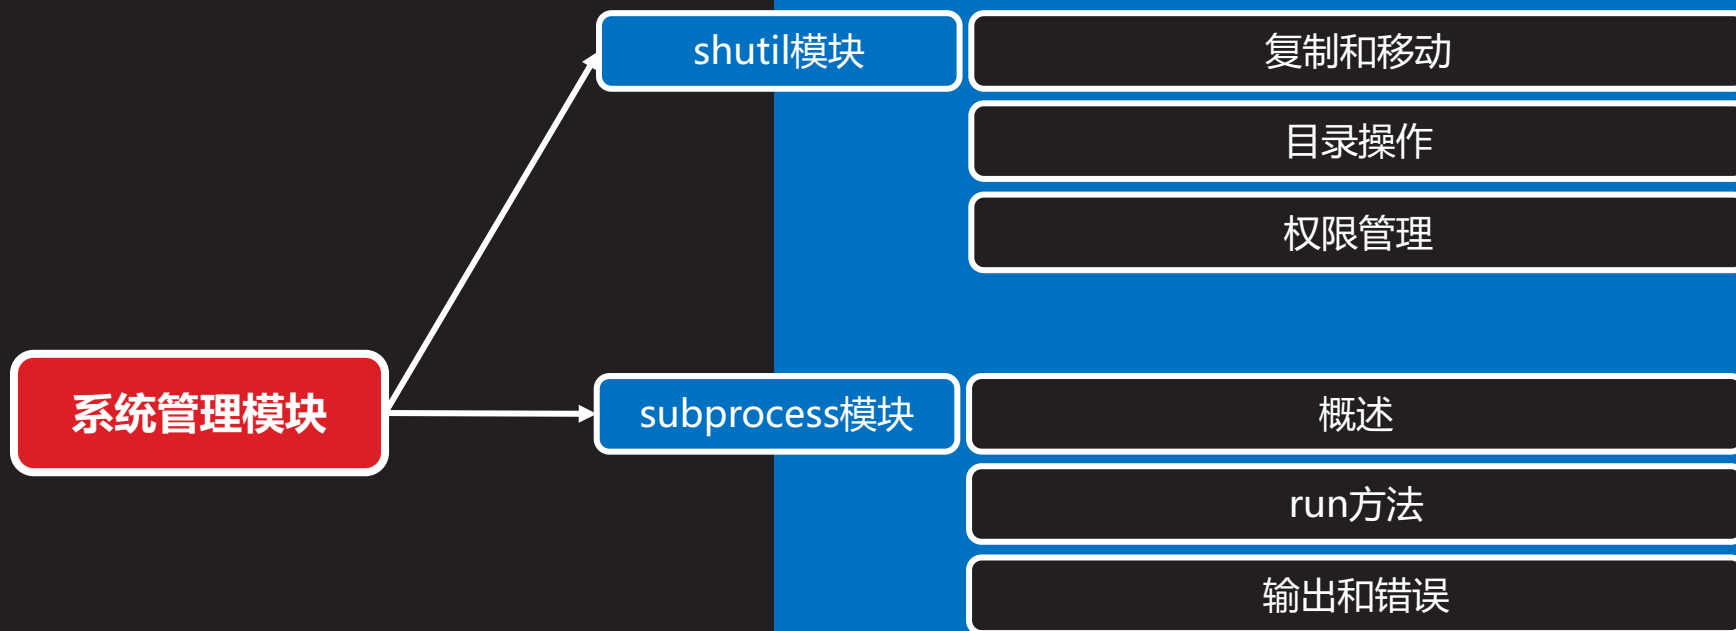 shutil模块
复制和移动
目录操作
权限管理
系统管理模块
subprocess模块
概述
run方法
输出和错误